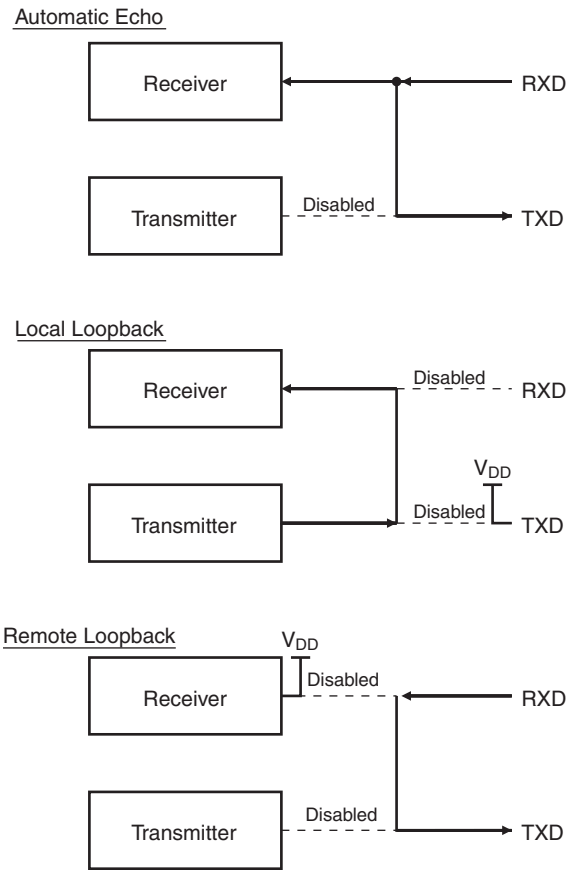 Automatic Echo
Receiver
RXD
Transmitter
Disabled
TXD
Local Loopback
Receiver
Disabled
RXD
VDD
Transmitter
Disabled
TXD
Remote Loopback
VDD
Receiver
Disabled
RXD
Transmitter
Disabled
TXD